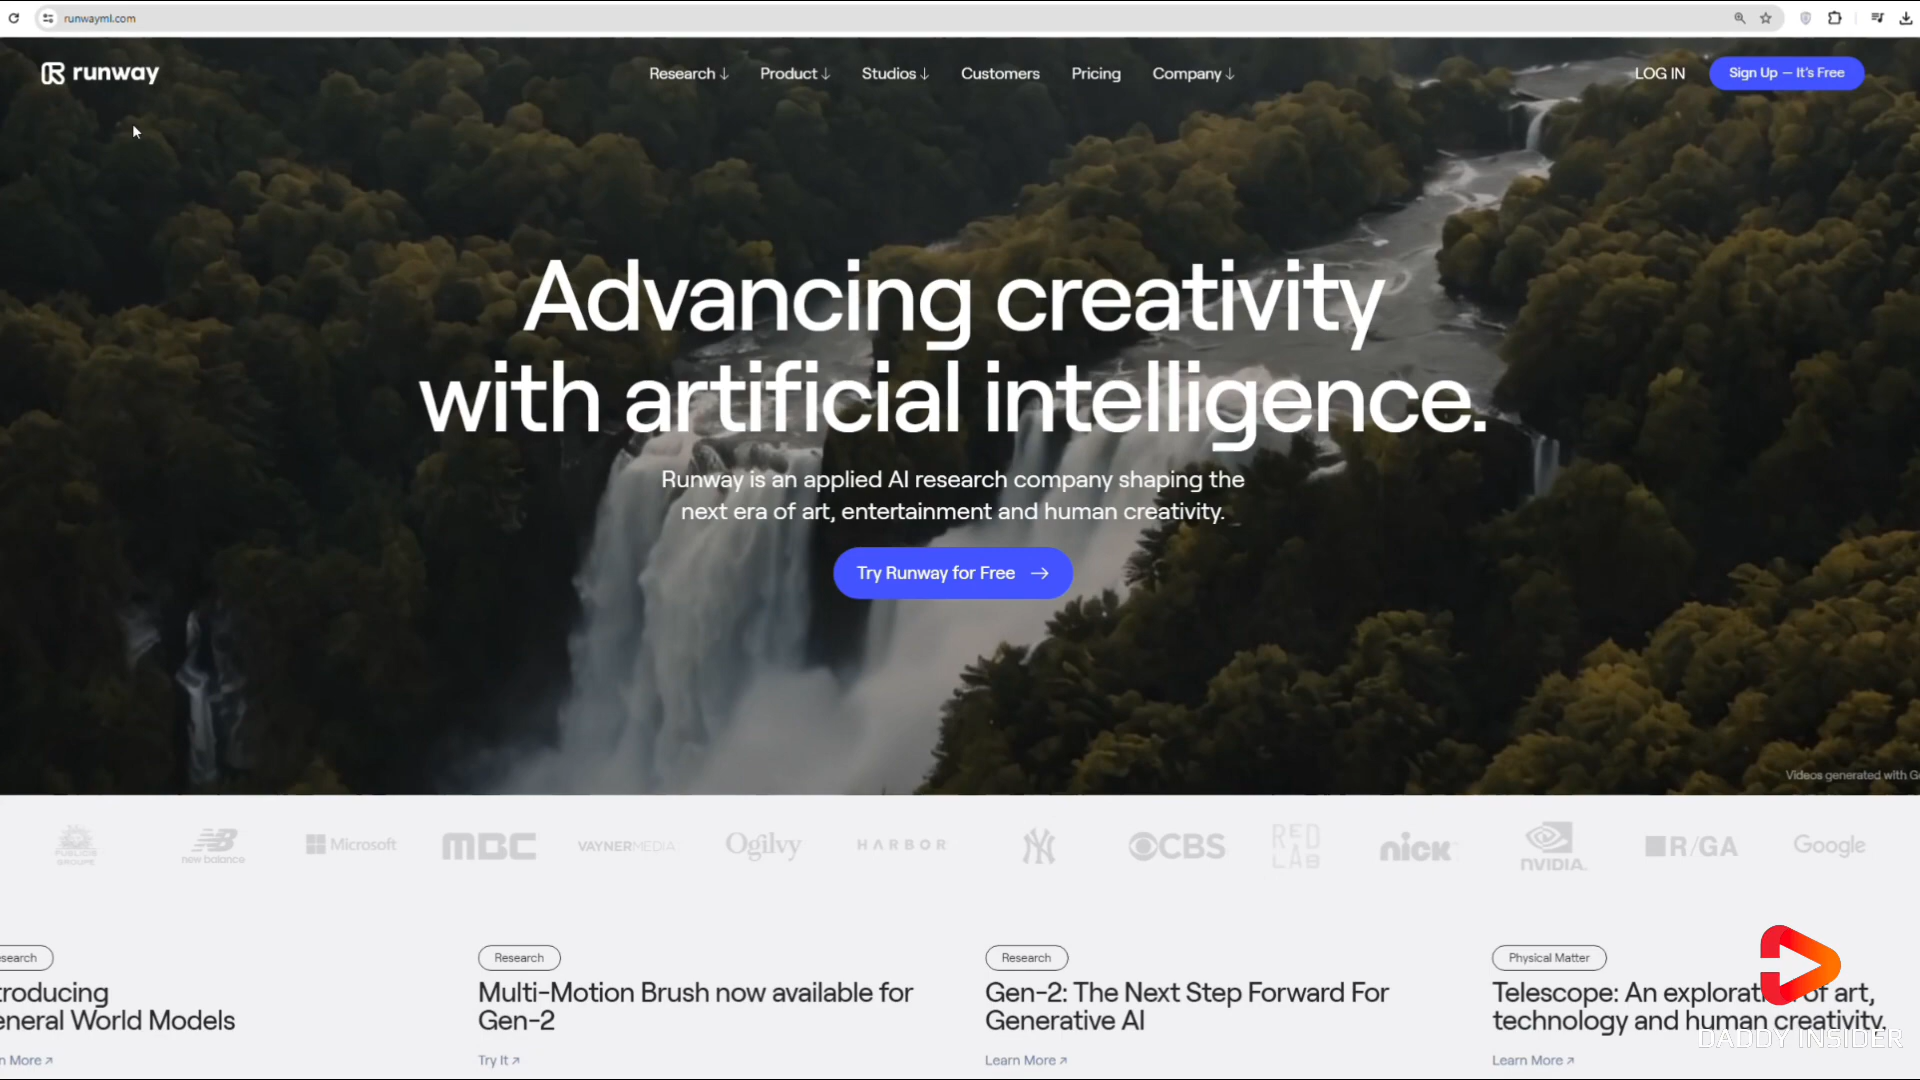 runwayml.com
runway
Research ↓
Product ↓
Studios ↓
Customers
Pricing
Company ↓
LOG IN
Sign Up — It's Free
Advancing creativity
with artificial intelligence.
Runway is an applied AI research company shaping the
next era of art, entertainment and human creativity.
Try Runway for Free →
Videos generated with G
PUBLICIS GROUPE
new balance
Microsoft
MBC
VAYNERMEDIA
Ogilvy
HARBOR
NY
CBS
RED LAB
nick
NVIDIA
R/GA
Google
search
troducing
eneral World Models
n More ↗
Research
Multi-Motion Brush now available for
Gen-2
Try It ↗
Research
Gen-2: The Next Step Forward For
Generative AI
Learn More ↗
Physical Matter
Telescope: An exploration of art,
technology and human creativity.
Learn More ↗
DADDY INSIDER